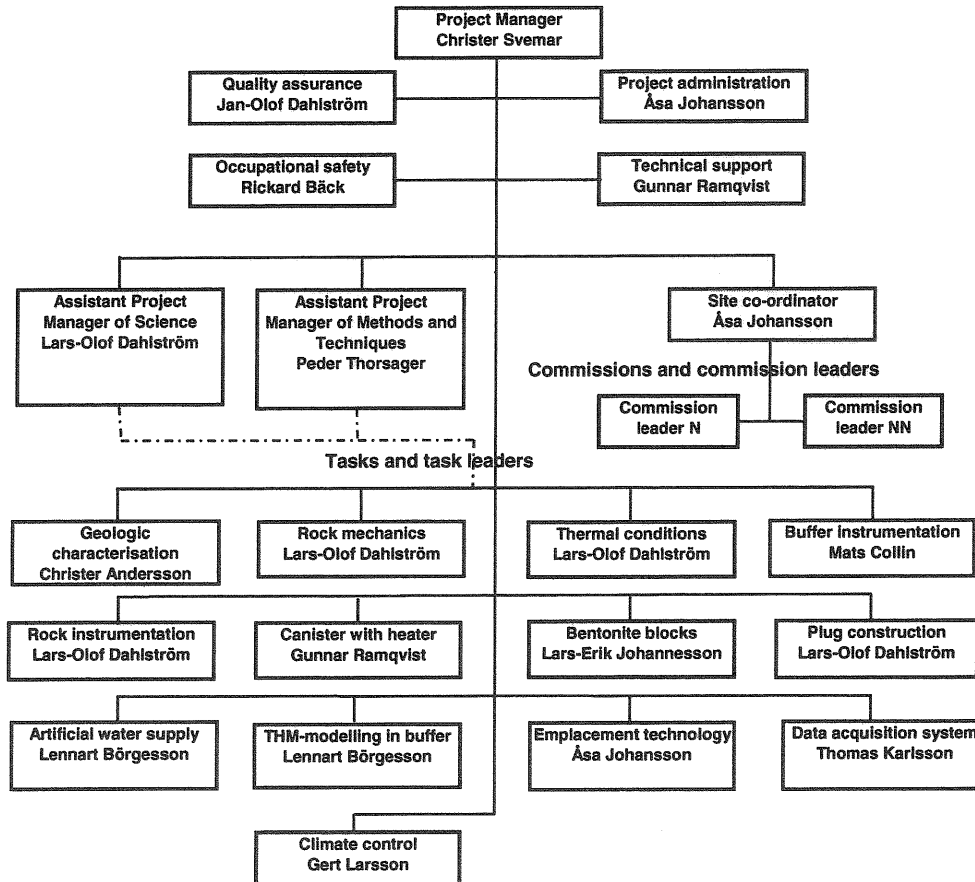 Project Manager
Christer Svemar
Quality assurance
Jan-Olof Dahlström
Project administration
Åsa Johansson
Occupational safety
Rickard Bäck
Technical support
Gunnar Ramqvist
Assistant Project
Manager of Science
Lars-Olof Dahlström
Assistant Project
Manager of Methods and
Techniques
Peder Thorsager
Site co-ordinator
Åsa Johansson
Commissions and commission leaders
Commission
leader N
Commission
leader NN
Tasks and task leaders
Geologic
characterisation
Christer Andersson
Rock mechanics
Lars-Olof Dahlström
Thermal conditions
Lars-Olof Dahlström
Buffer instrumentation
Mats Collin
Rock instrumentation
Lars-Olof Dahlström
Canister with heater
Gunnar Ramqvist
Bentonite blocks
Lars-Erik Johannesson
Plug construction
Lars-Olof Dahlström
Artificial water supply
Lennart Börgesson
THM-modelling in buffer
Lennart Börgesson
Emplacement technology
Åsa Johansson
Data acquisition system
Thomas Karlsson
Climate control
Gert Larsson